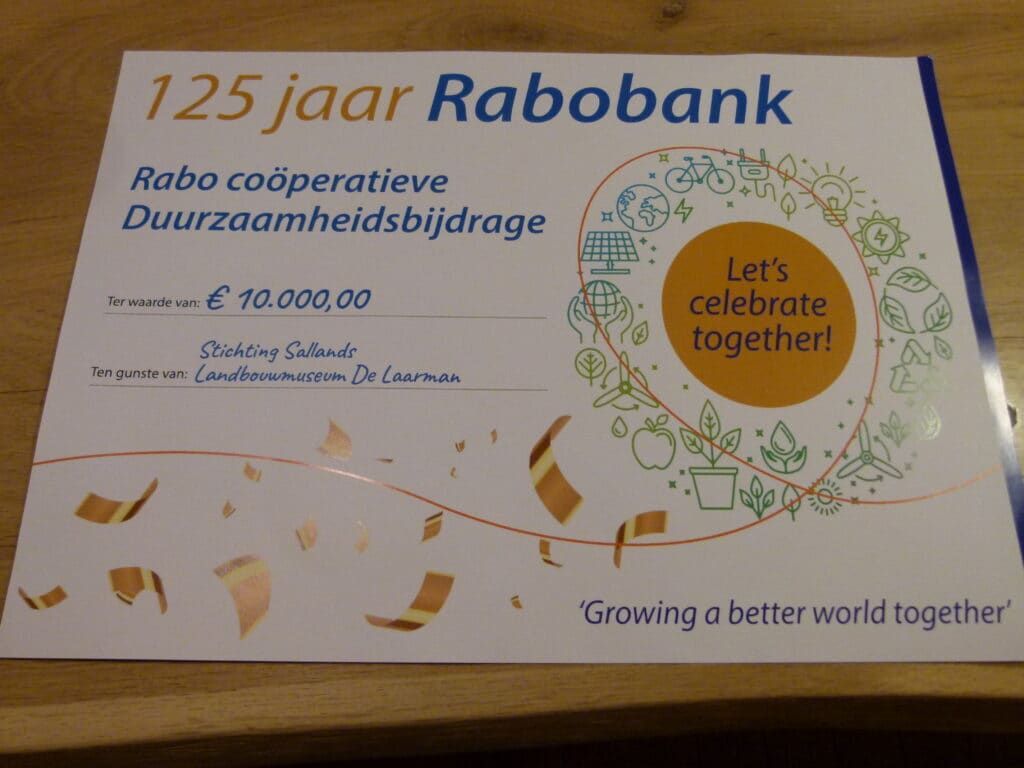 125 jaar Rabobank
Rabo coöperatieve
Duurzaamheidsbijdrage
Ter waarde van: € 10.000,00
Stichting Sallands
Ten gunste van: Landbouwmuseum De Laarman
Let's
celebrate
together!
'Growing a better world together'